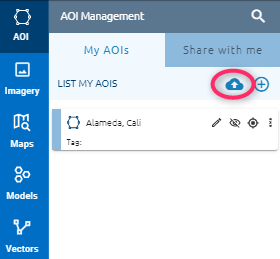 AOI Management
AOI
My AOIs
Share with me
LIST MY AOIS
Imagery
Alameda, Cali
Tag:
Maps
Models
Vectors